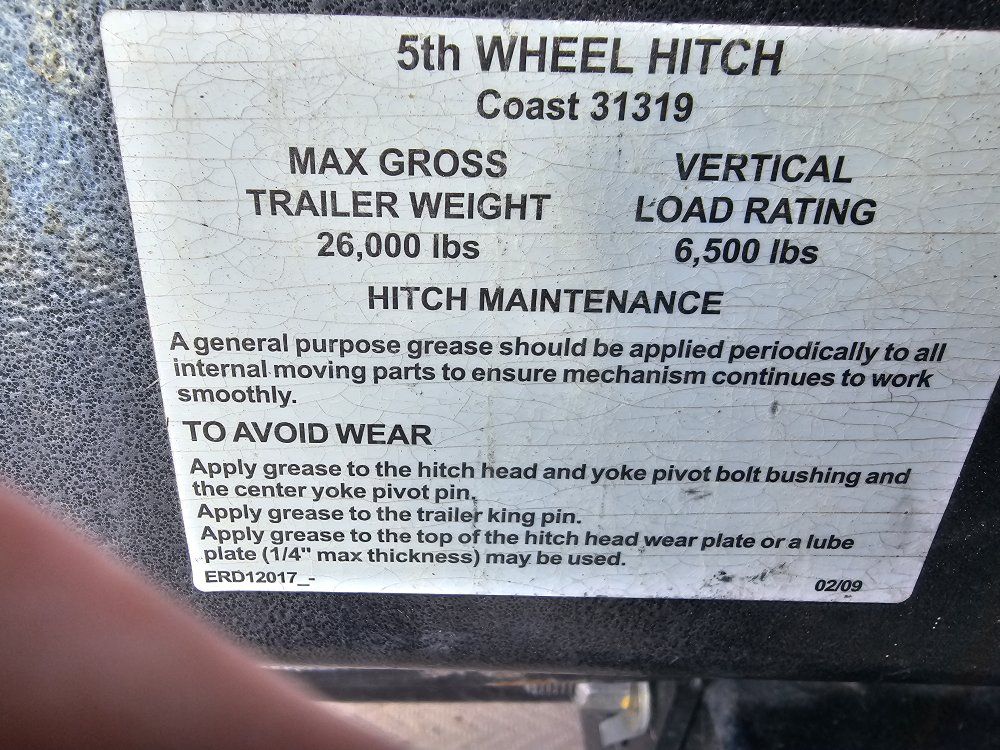 5th WHEEL HITCH
Coast 31319
MAX GROSS
TRAILER WEIGHT
26,000 lbs
VERTICAL
LOAD RATING
6,500 lbs
HITCH MAINTENANCE
A general purpose grease should be applied periodically to all
internal moving parts to ensure mechanism continues to work
smoothly.
TO AVOID WEAR
Apply grease to the hitch head and yoke pivot bolt bushing and
the center yoke pivot pin.
Apply grease to the trailer king pin.
Apply grease to the top of the hitch head wear plate or a lube
plate (1/4" max thickness) may be used.
ERD12017_-
02/09